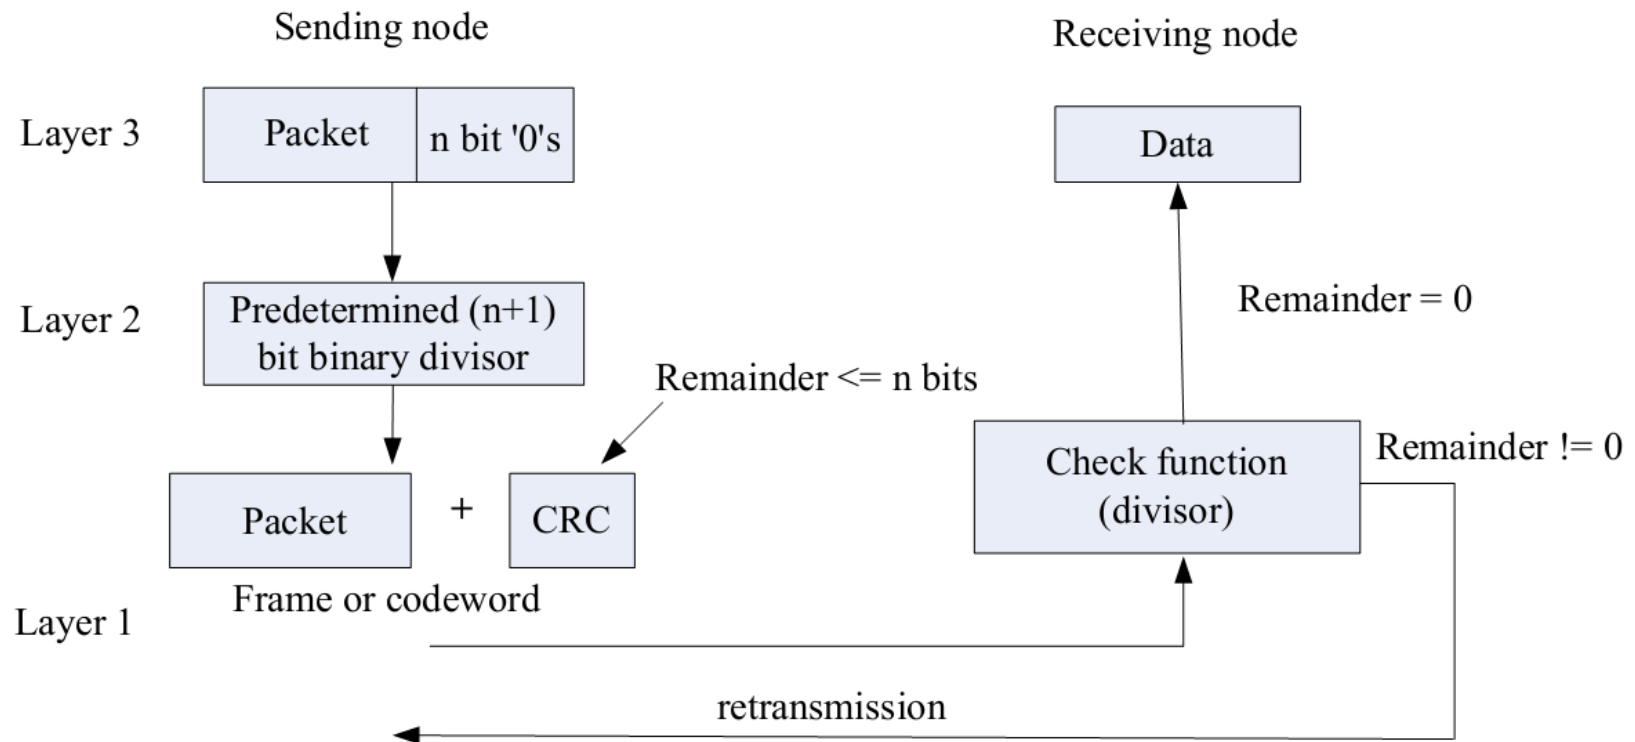 Sending node
Receiving node
Layer 3
Packet
n bit '0's
Data
Layer 2
Predetermined (n+1)
bit binary divisor
Remainder = 0
Remainder <= n bits
Packet
+
CRC
Check function
(divisor)
Remainder != 0
Frame or codeword
Layer 1
retransmission